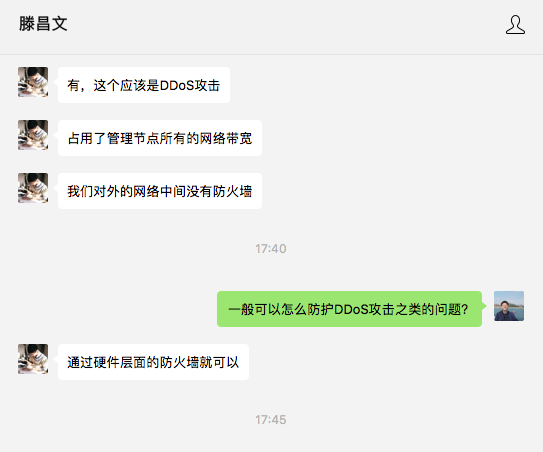 滕昌文
有，这个应该是DDoS攻击
占用了管理节点所有的网络带宽
我们对外的网络中间没有防火墙
17:40
一般可以怎么防护DDoS攻击之类的问题？
通过硬件层面的防火墙就可以
17:45